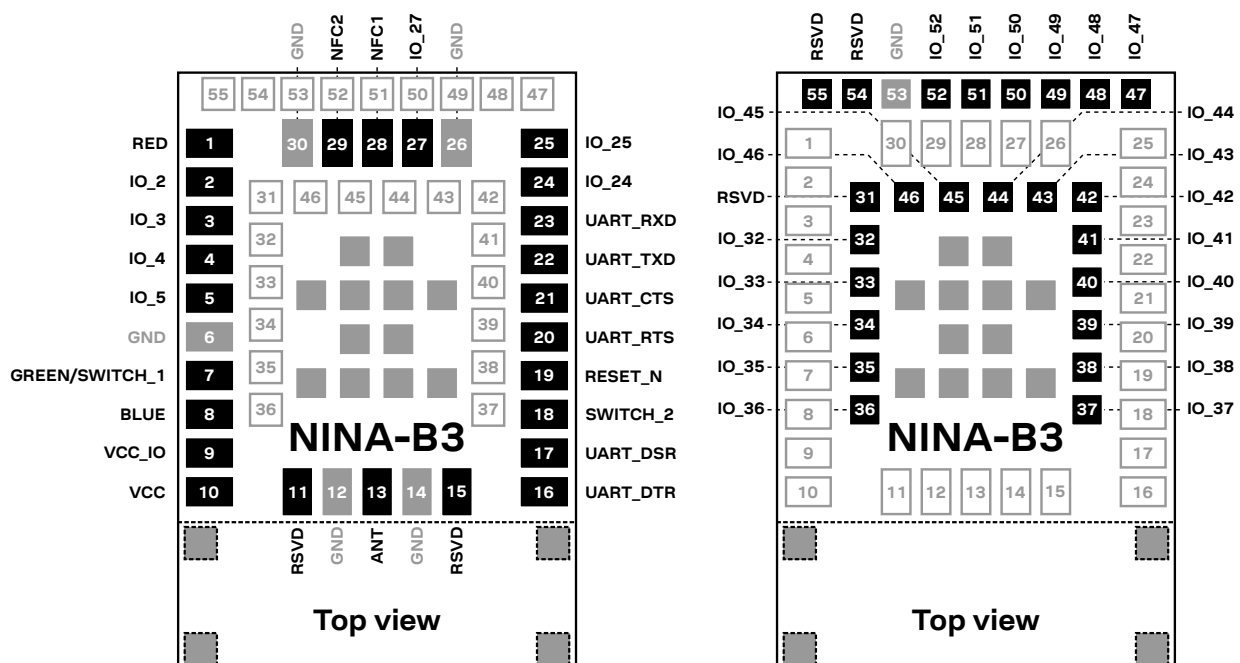 GND NFC2 NFC1 IO_27 GND
55 54 53 52 51 50 49 48 47
RED 1 30 29 28 27 26 25 IO_25
IO_2 2 24 IO_24
31 46 45 44 43 42
IO_3 3 23 UART_RXD
32 41
IO_4 4 22 UART_TXD
33 40
IO_5 5 21 UART_CTS
34 39
GND 6 20 UART_RTS
35 38
GREEN/SWITCH_1 7 19 RESET_N
36 37
BLUE 8 18 SWITCH_2
NINA-B3
VCC_IO 9 17 UART_DSR
VCC 10 11 12 13 14 15 16 UART_DTR
RSVD GND ANT GND RSVD
Top view
RSVD RSVD GND IO_52 IO_51 IO_50 IO_49 IO_48 IO_47
55 54 53 52 51 50 49 48 47
IO_45 IO_44
1 30 29 28 27 26 25
IO_46 IO_43
2 24
RSVD 31 46 45 44 43 42 IO_42
3 23
IO_32 32 41 IO_41
4 22
IO_33 33 40 IO_40
5 21
IO_34 34 39 IO_39
6 20
IO_35 35 38 IO_38
7 19
IO_36 8 36 37 18 IO_37
NINA-B3
9 17
10 11 12 13 14 15 16
Top view